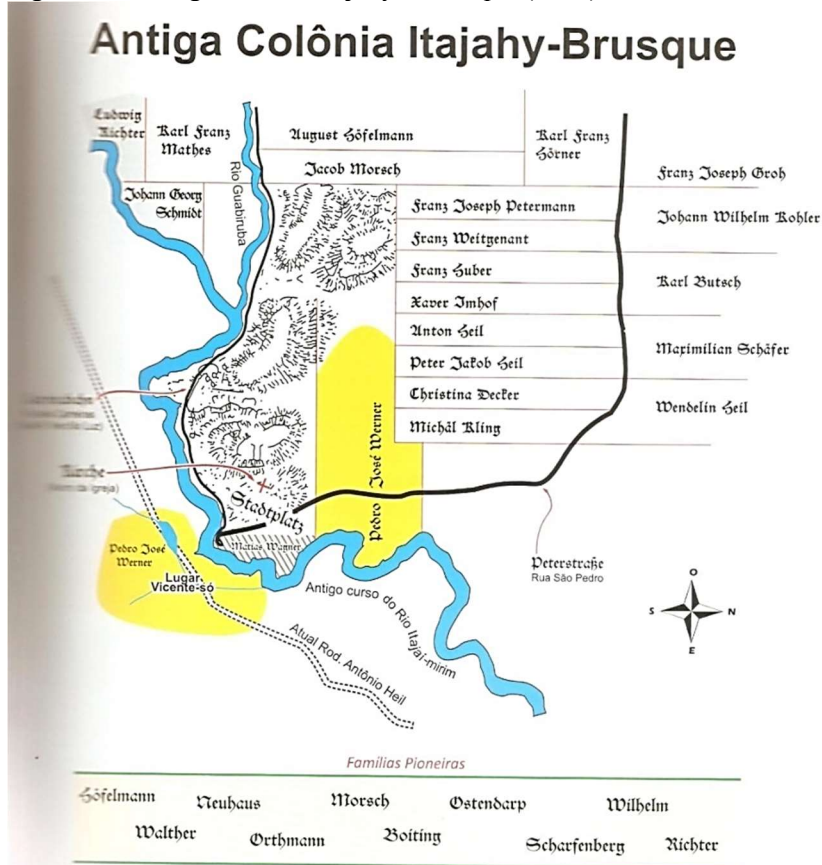 Antiga Colônia Itajahy-Brusque
Ludwig
Richter
Karl Franz
Mathes
August Höfelmann
Karl Franz
Hörner
Jacob Morsch
Franz Joseph Groh
Johann Georg
Schmidt
Rio Guabiruba
Franz Joseph Petermann
Johann Wilhelm Kohler
Franz Weitgenant
Franz Huber
Karl Butsch
Xaver Imhof
Anton Heil
Maximilian Schäfer
Peter Jakob Heil
Christina Decker
Wendelin Heil
Michäl Kling
Pedro José Werner
Kirche
Stadtplatz
Matias Wagner
Pedro José
Werner
Lugar
Vicente-só
Peterstraße
Rua São Pedro
Antigo curso do Rio Itajaí-mirim
Atual Rod. Antônio Heil
O
S
N
E
Famílias Pioneiras
Höfelmann
Neuhaus
Morsch
Ostendarp
Wilhelm
Walther
Orthmann
Boiting
Scharfenberg
Richter